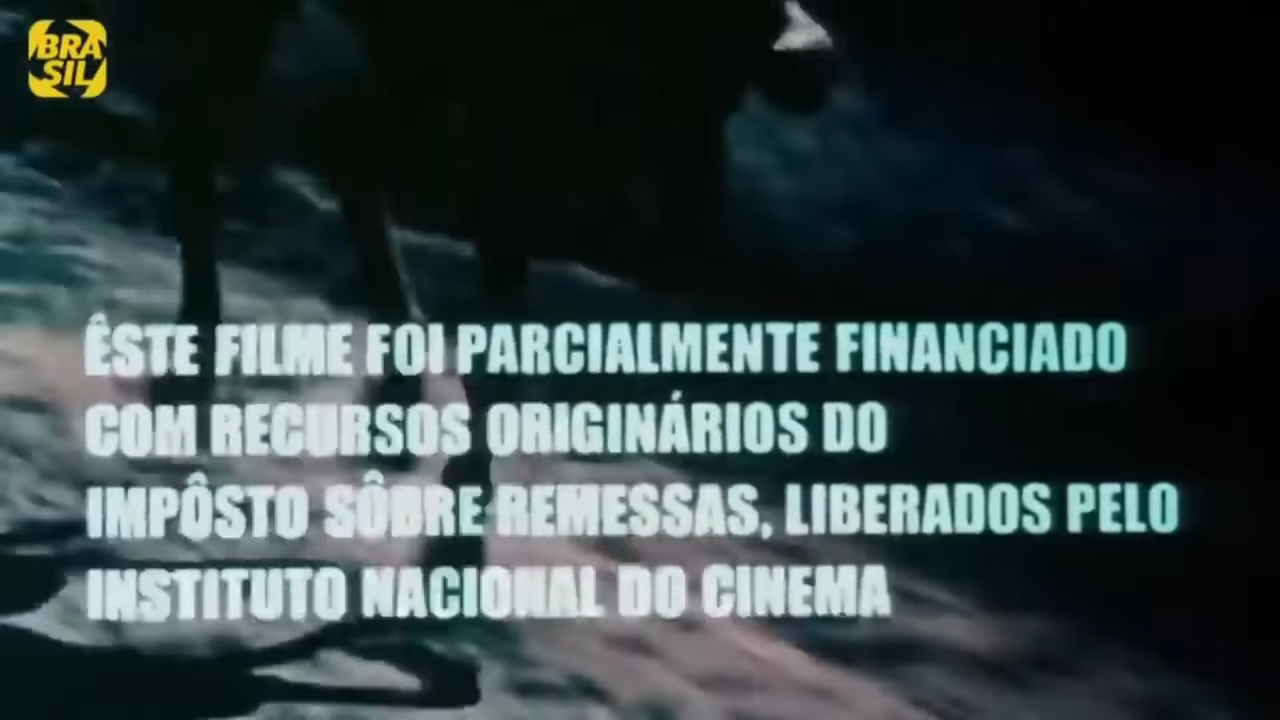 BRA
SIL
ÊSTE FILME FOI PARCIALMENTE FINANCIADO
COM RECURSOS ORIGINÁRIOS DO
IMPÔSTO SÔBRE REMESSAS, LIBERADOS PELO
INSTITUTO NACIONAL DO CINEMA